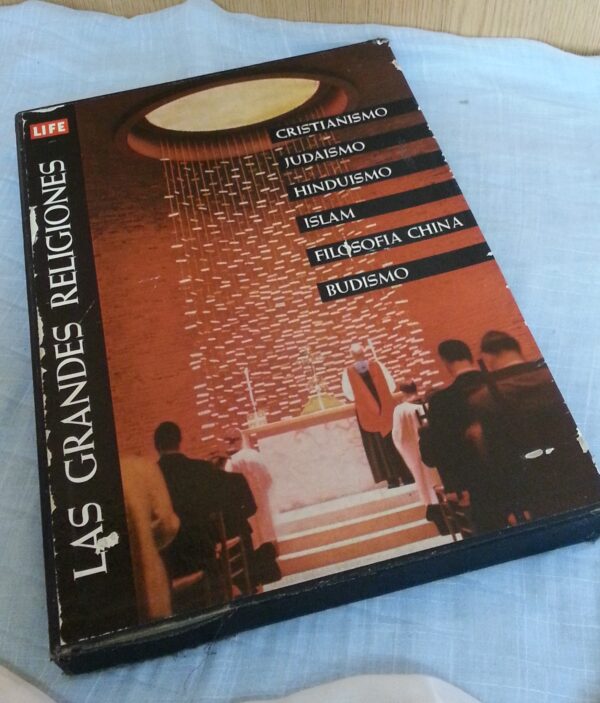 LIFE
LAS GRANDES RELIGIONES
CRISTIANISMO
JUDAISMO
HINDUISMO
ISLAM
FILOSOFIA CHINA
BUDISMO